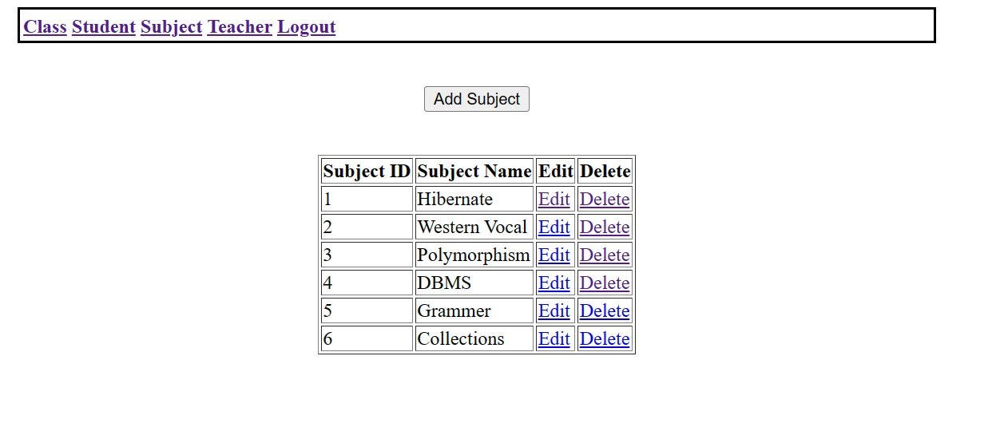 Class Student Subject Teacher Logout
Add Subject
Subject ID Subject Name Edit Delete
1 Hibernate Edit Delete
2 Western Vocal Edit Delete
3 Polymorphism Edit Delete
4 DBMS Edit Delete
5 Grammer Edit Delete
6 Collections Edit Delete